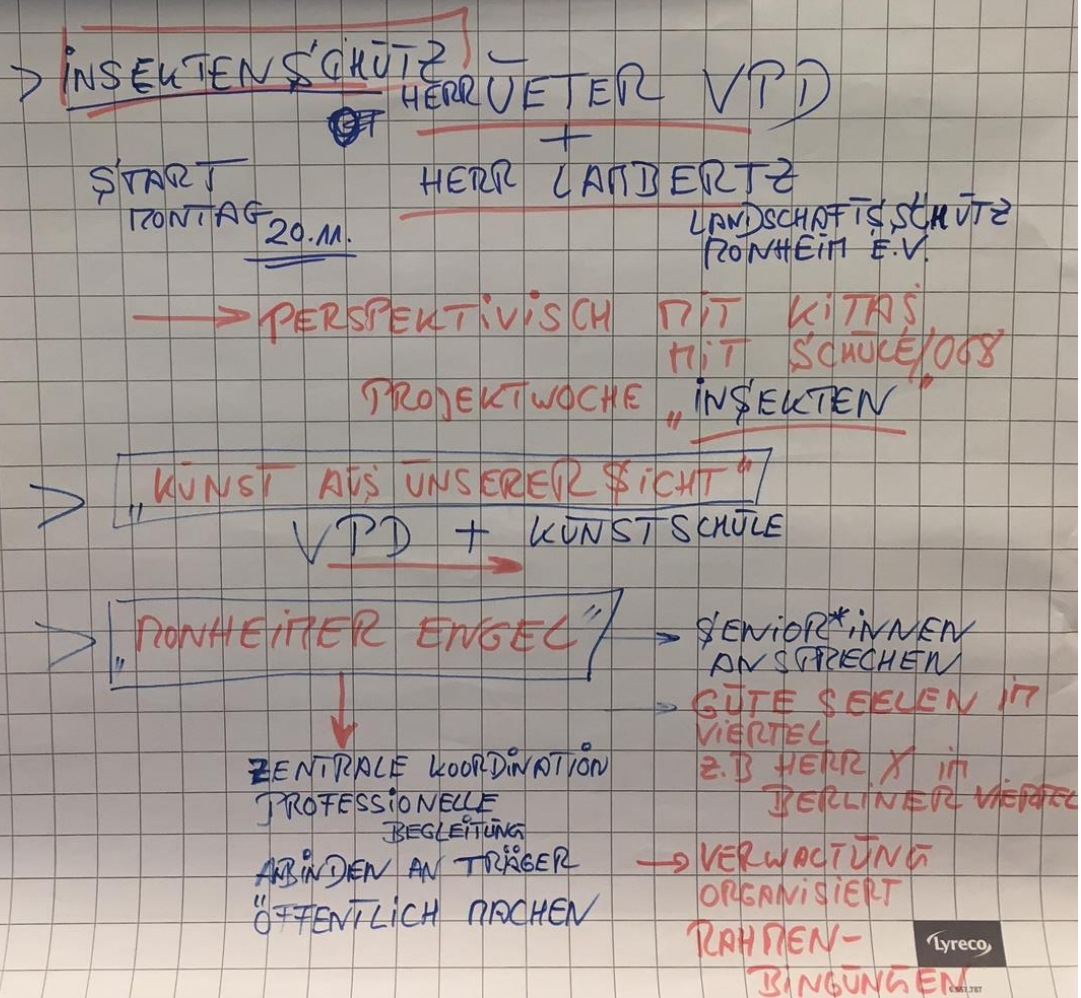 > INSEKTENSCHUTZ
HERR UETER VPD
+
START
MONTAG 20.11.
HERR LAMBERTZ
LANDSCHAFTSSCHUTZ
MONHEIM E.V.
→ PERSPEKTIVISCH MIT KITAS
MIT SCHULE/OGS
PROJEKTWOCHE „INSEKTEN"
> „KUNST AUS UNSERER SICHT"
VPD + KUNSTSCHULE
> „MONHEIMER ENGEL"
→ SENIOR*INNEN
ANSPRECHEN
→ GUTE SEELEN IM
VIERTEL
Z.B HERR X IM
BERLINER VIERTEL
→ VERWALTUNG
ORGANISIERT
RAHMEN-
BINGUNGEN
ZENTRALE KOORDINATION
PROFESSIONELLE
BEGLEITUNG
ANBINDEN AN TRÄGER
ÖFFENTLICH MACHEN
Lyreco